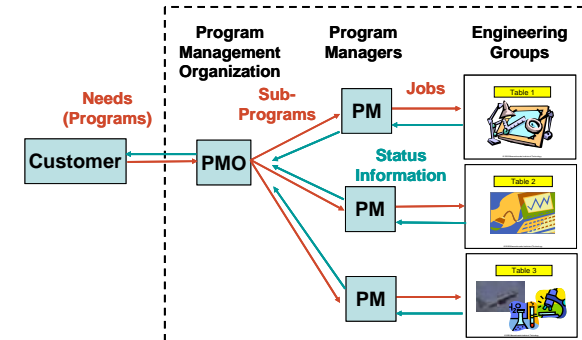 Program
Management
Organization
Program
Managers
Engineering
Groups
Needs
(Programs)
Sub-
Programs
Jobs
Customer
PMO
PM
Table 1
Status
Information
PM
Table 2
PM
Table 3